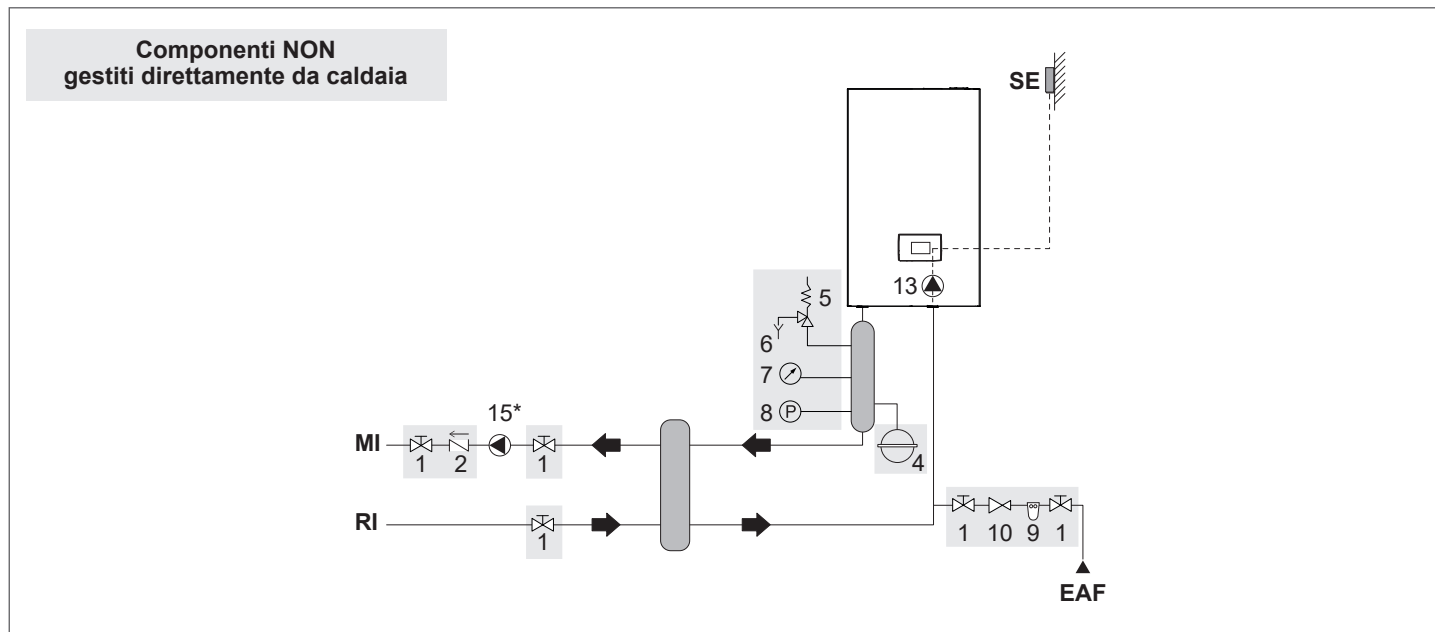 Componenti NON
gestiti direttamente da caldaia
SE
13
5
6
7
8 P
15*
MI
1 2 1
4
RI
1
1 10 9 1
EAF